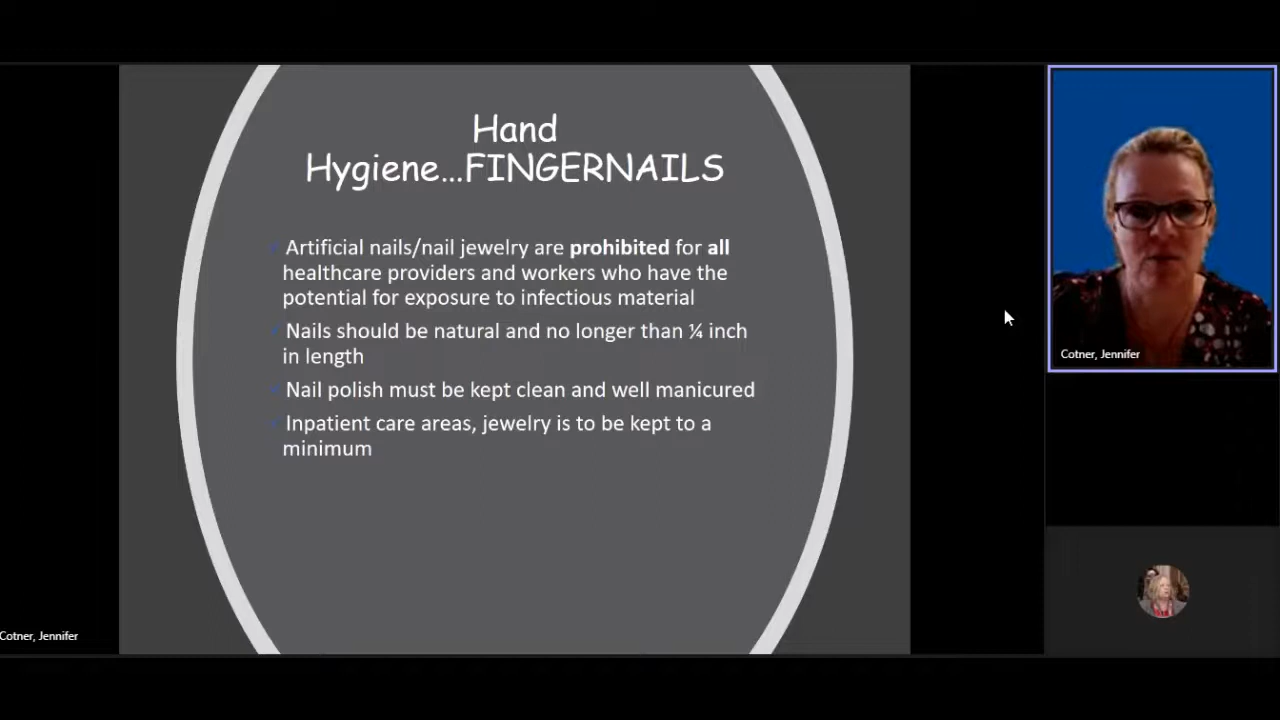 Hand
Hygiene...FINGERNAILS
Artificial nails/nail jewelry are prohibited for all
healthcare providers and workers who have the
potential for exposure to infectious material
Nails should be natural and no longer than ¼ inch
in length
Nail polish must be kept clean and well manicured
Inpatient care areas, jewelry is to be kept to a
minimum
Cotner, Jennifer
Cotner, Jennifer